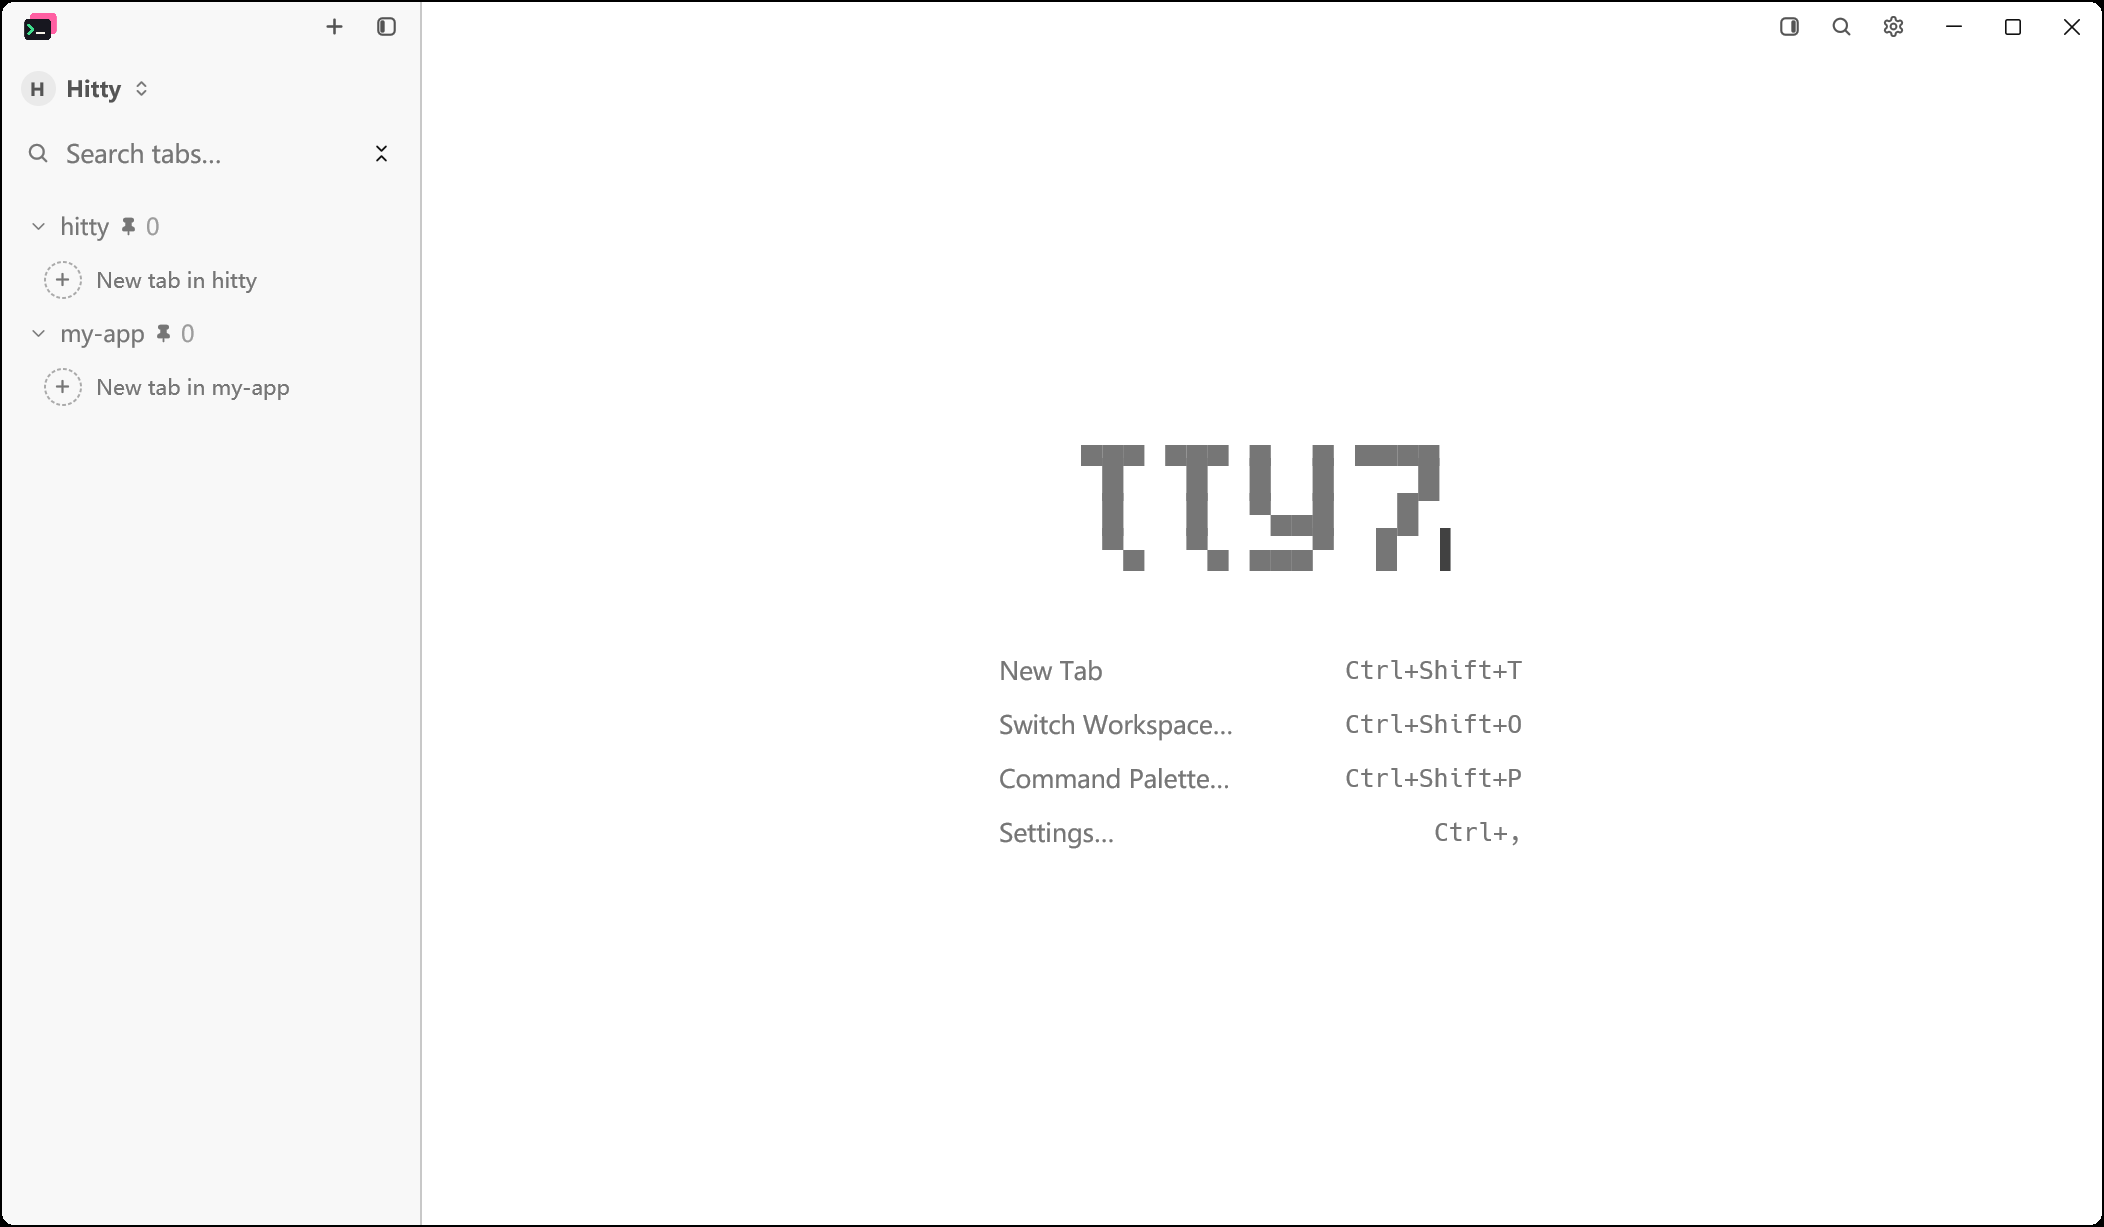 H Hitty
Search tabs...
hitty 0
New tab in hitty
my-app 0
New tab in my-app
TTY7
New Tab Ctrl+Shift+T
Switch Workspace... Ctrl+Shift+O
Command Palette... Ctrl+Shift+P
Settings... Ctrl+,